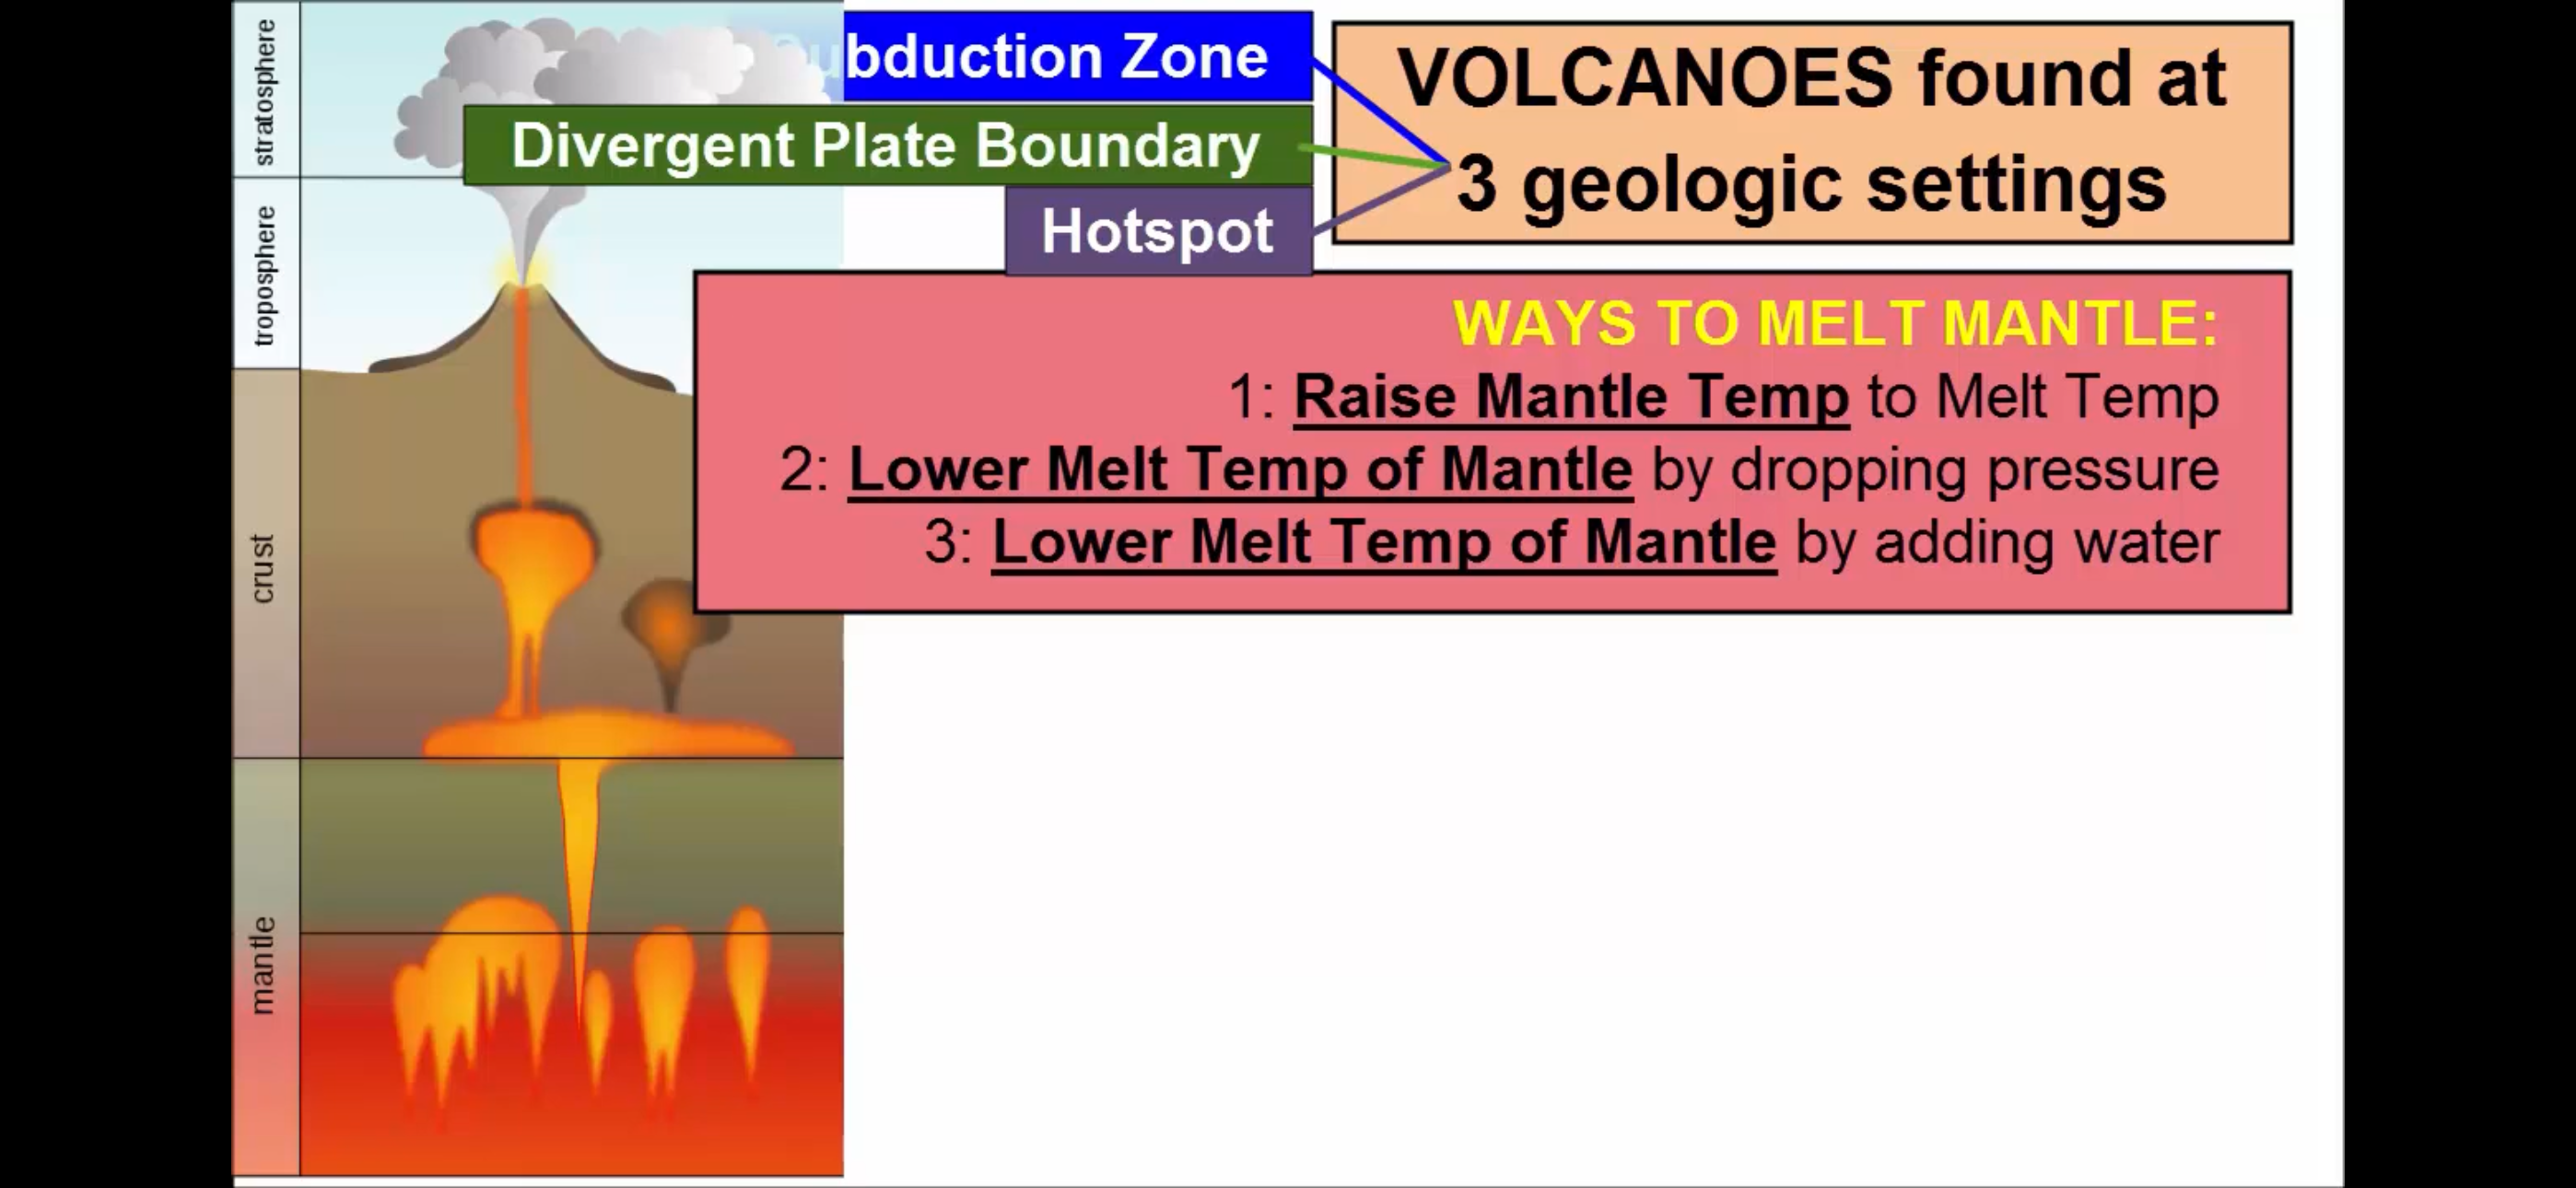 stratosphere
troposphere
crust
mantle
Subduction Zone
Divergent Plate Boundary
Hotspot
VOLCANOES found at
3 geologic settings
WAYS TO MELT MANTLE:
1: Raise Mantle Temp to Melt Temp
2: Lower Melt Temp of Mantle by dropping pressure
3: Lower Melt Temp of Mantle by adding water